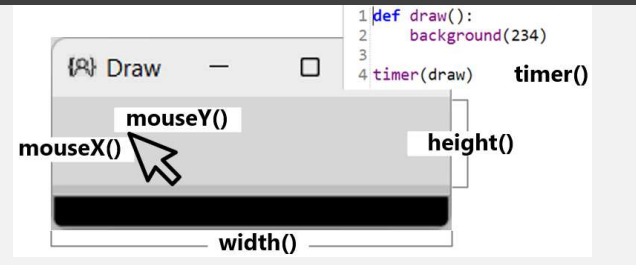 1 def draw():
2 background(234)
3
4 timer(draw)
timer()
{R} Draw
mouseY()
mouseX()
height()
width()